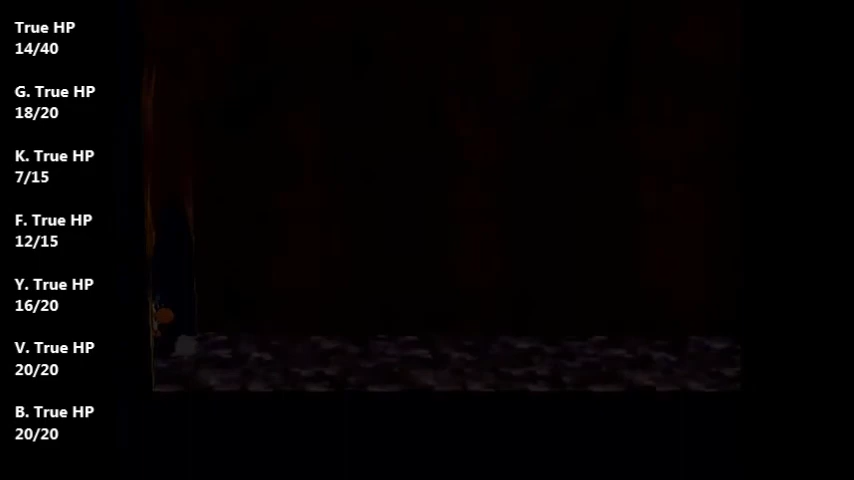 True HP
14/40
G. True HP
18/20
K. True HP
7/15
F. True HP
12/15
Y. True HP
16/20
V. True HP
20/20
B. True HP
20/20